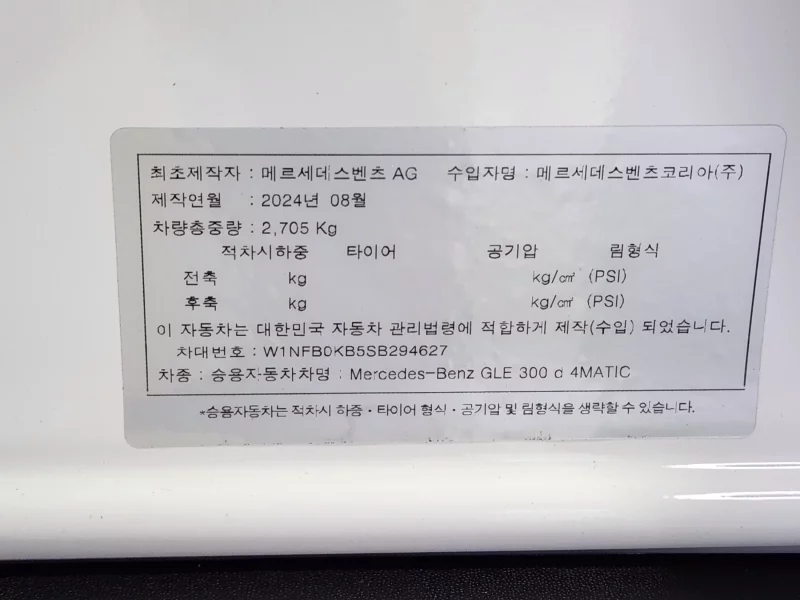 최초제작자 : 메르세데스벤츠 AG 수입자명 : 메르세데스벤츠코리아(주)
제작연월 : 2024년 08월
차량총중량 : 2,705 Kg
적차시하중 타이어 공기압 림형식
전축 kg kg/㎠ (PSI)
후축 kg kg/㎠ (PSI)
이 자동차는 대한민국 자동차 관리법령에 적합하게 제작(수입) 되었습니다.
차대번호 : W1NFB0KB5SB294627
차종 : 승용자동차차명 : Mercedes-Benz GLE 300 d 4MATIC
*승용자동차는 적차시 하중·타이어 형식·공기압 및 림형식을 생략할 수 있습니다.